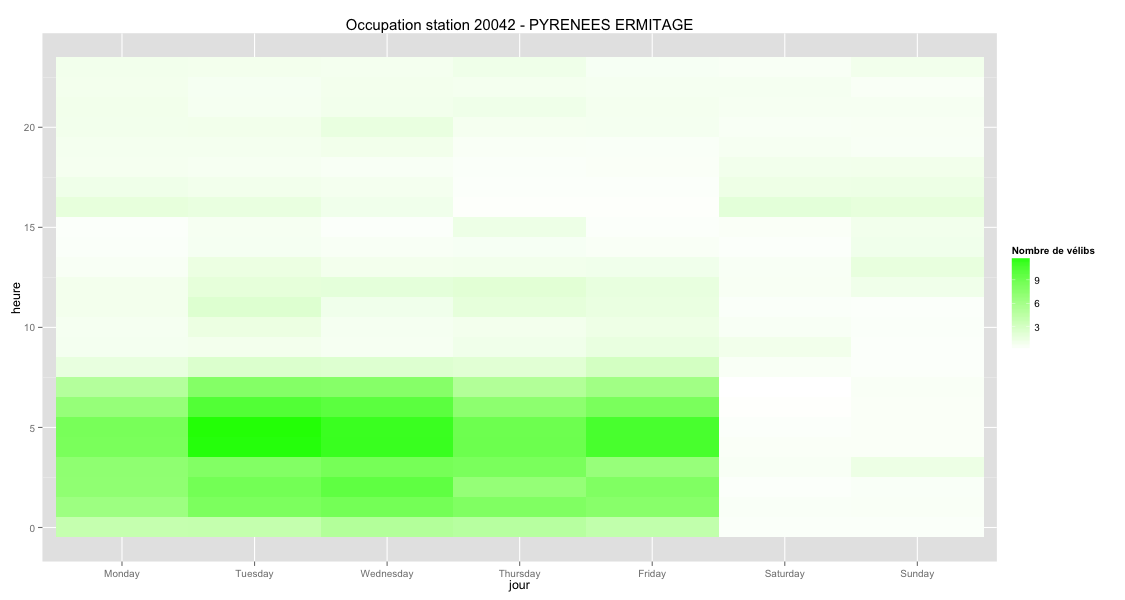 Occupation station 20042 - PYRENEES ERMITAGE
20
15
10
5
0
heure
Monday Tuesday Wednesday Thursday Friday Saturday Sunday
jour
Nombre de vélibs
9
6
3